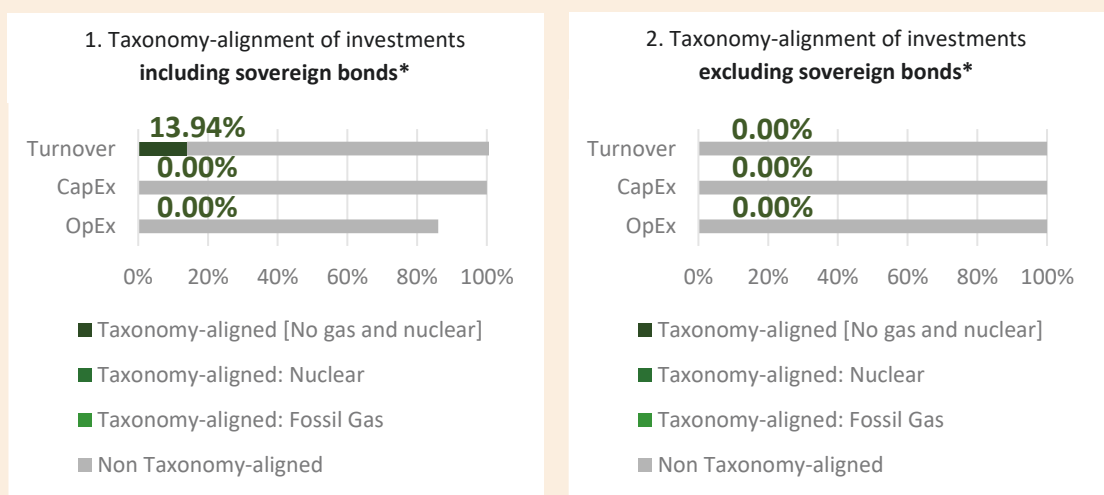 1. Taxonomy-alignment of investments
including sovereign bonds*
13.94%
Turnover
0.00%
CapEx
0.00%
OpEx
0% 20% 40% 60% 80% 100%
Taxonomy-aligned [No gas and nuclear]
Taxonomy-aligned: Nuclear
Taxonomy-aligned: Fossil Gas
Non Taxonomy-aligned
2. Taxonomy-alignment of investments
excluding sovereign bonds*
0.00%
Turnover
0.00%
CapEx
0.00%
OpEx
0% 20% 40% 60% 80% 100%
Taxonomy-aligned [No gas and nuclear]
Taxonomy-aligned: Nuclear
Taxonomy-aligned: Fossil Gas
Non Taxonomy-aligned